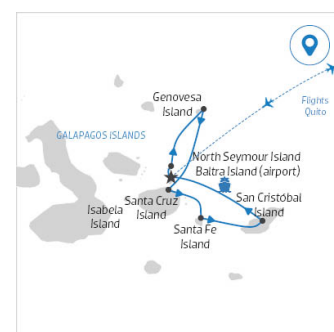 Genovesa
Island
Flights
Quito
GALAPAGOS ISLANDS
North Seymour Island
Baltra Island (airport)
Santa Cruz
Island
San Cristóbal
Island
Isabela
Island
Santa Fe
Island